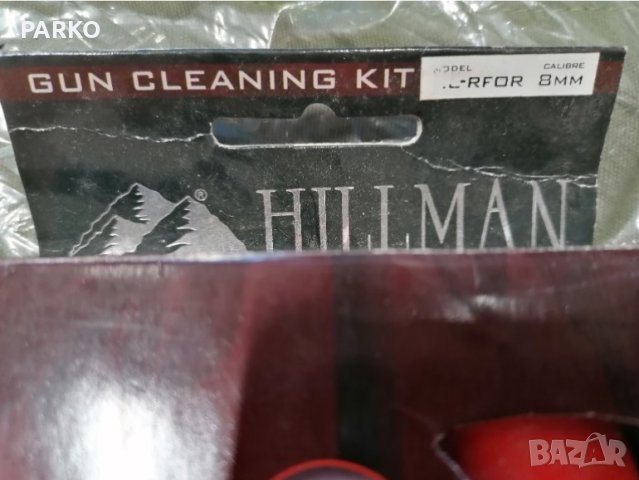 PARKO
GUN CLEANING KIT
CALIBRE
8MM
®
HILLMAN
BAZAR